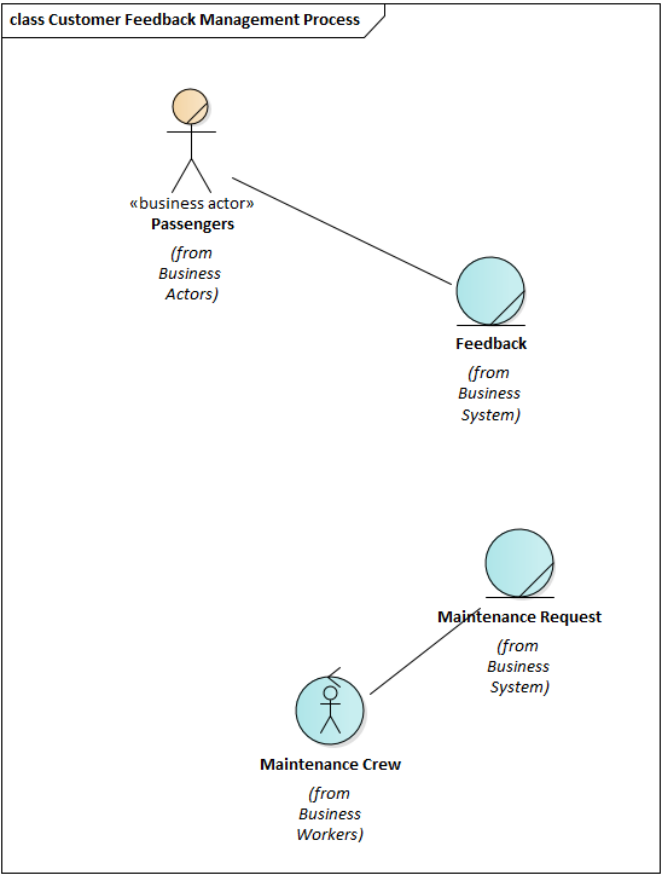 class Customer Feedback Management Process
«business actor»
Passengers
(from
Business
Actors)
Feedback
(from
Business
System)
Maintenance Request
(from
Business
System)
Maintenance Crew
(from
Business
Workers)